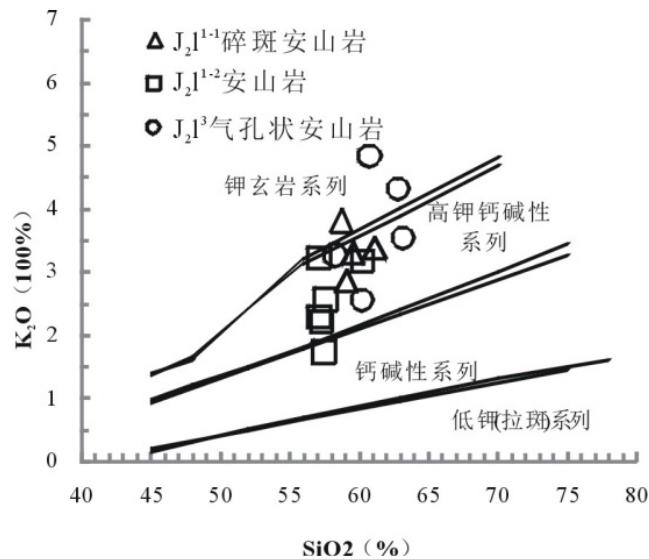 7
6
5
4
3
2
1
0
K₂O（100%）
J₂l¹⁻¹碎斑安山岩
J₂l¹⁻²安山岩
J₂l³气孔状安山岩
钾玄岩系列
高钾钙碱性
系列
钙碱性系列
低钾(拉斑)系列
40 45 50 55 60 65 70 75 80
SiO2（%）